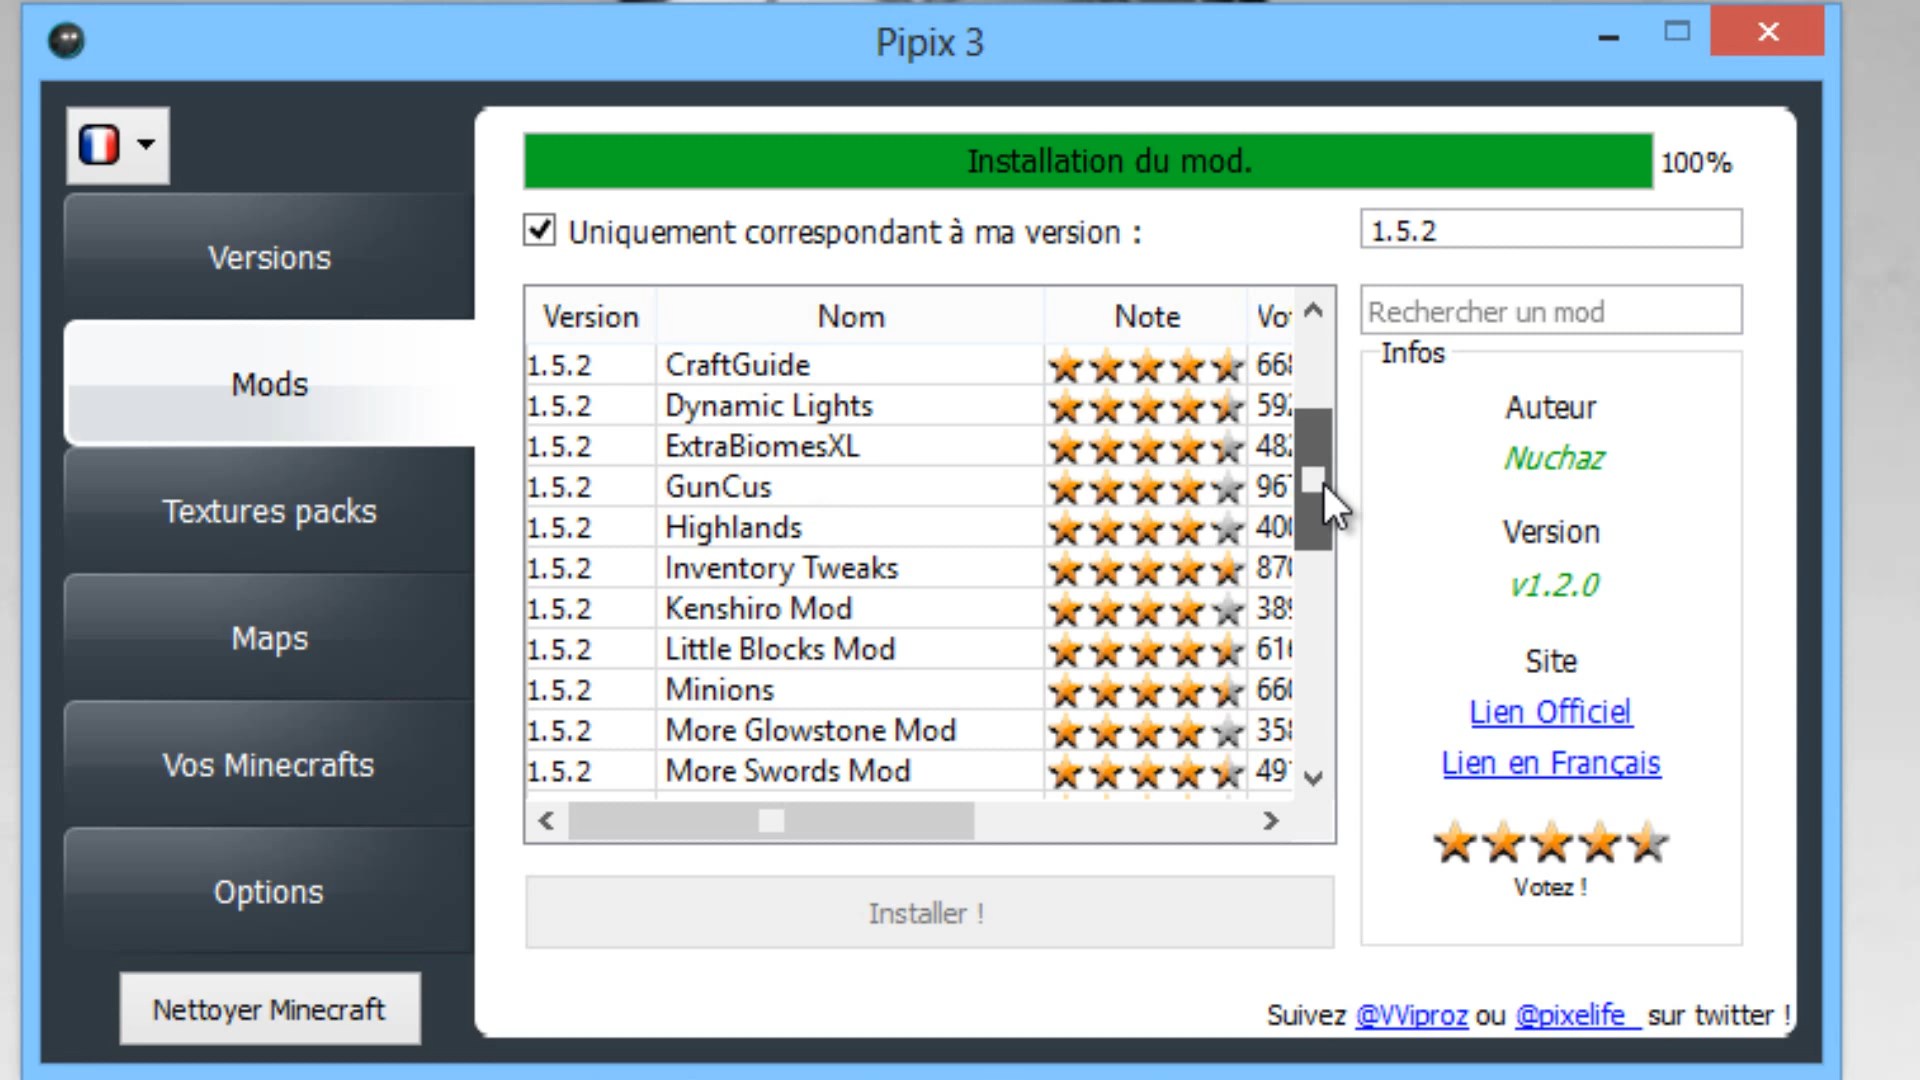 Pipix 3
Installation du mod.
100%
Uniquement correspondant à ma version :
1.5.2
Versions
Mods
Textures packs
Maps
Vos Minecrafts
Options
Nettoyer Minecraft
Version Nom Note
1.5.2 CraftGuide
1.5.2 Dynamic Lights
1.5.2 ExtraBiomesXL
1.5.2 GunCus
1.5.2 Highlands
1.5.2 Inventory Tweaks
1.5.2 Kenshiro Mod
1.5.2 Little Blocks Mod
1.5.2 Minions
1.5.2 More Glowstone Mod
1.5.2 More Swords Mod
Installer !
Rechercher un mod
Infos
Auteur
Nuchaz
Version
v1.2.0
Site
Lien Officiel
Lien en Français
Votez !
Suivez @VViproz ou @pixelife_ sur twitter !